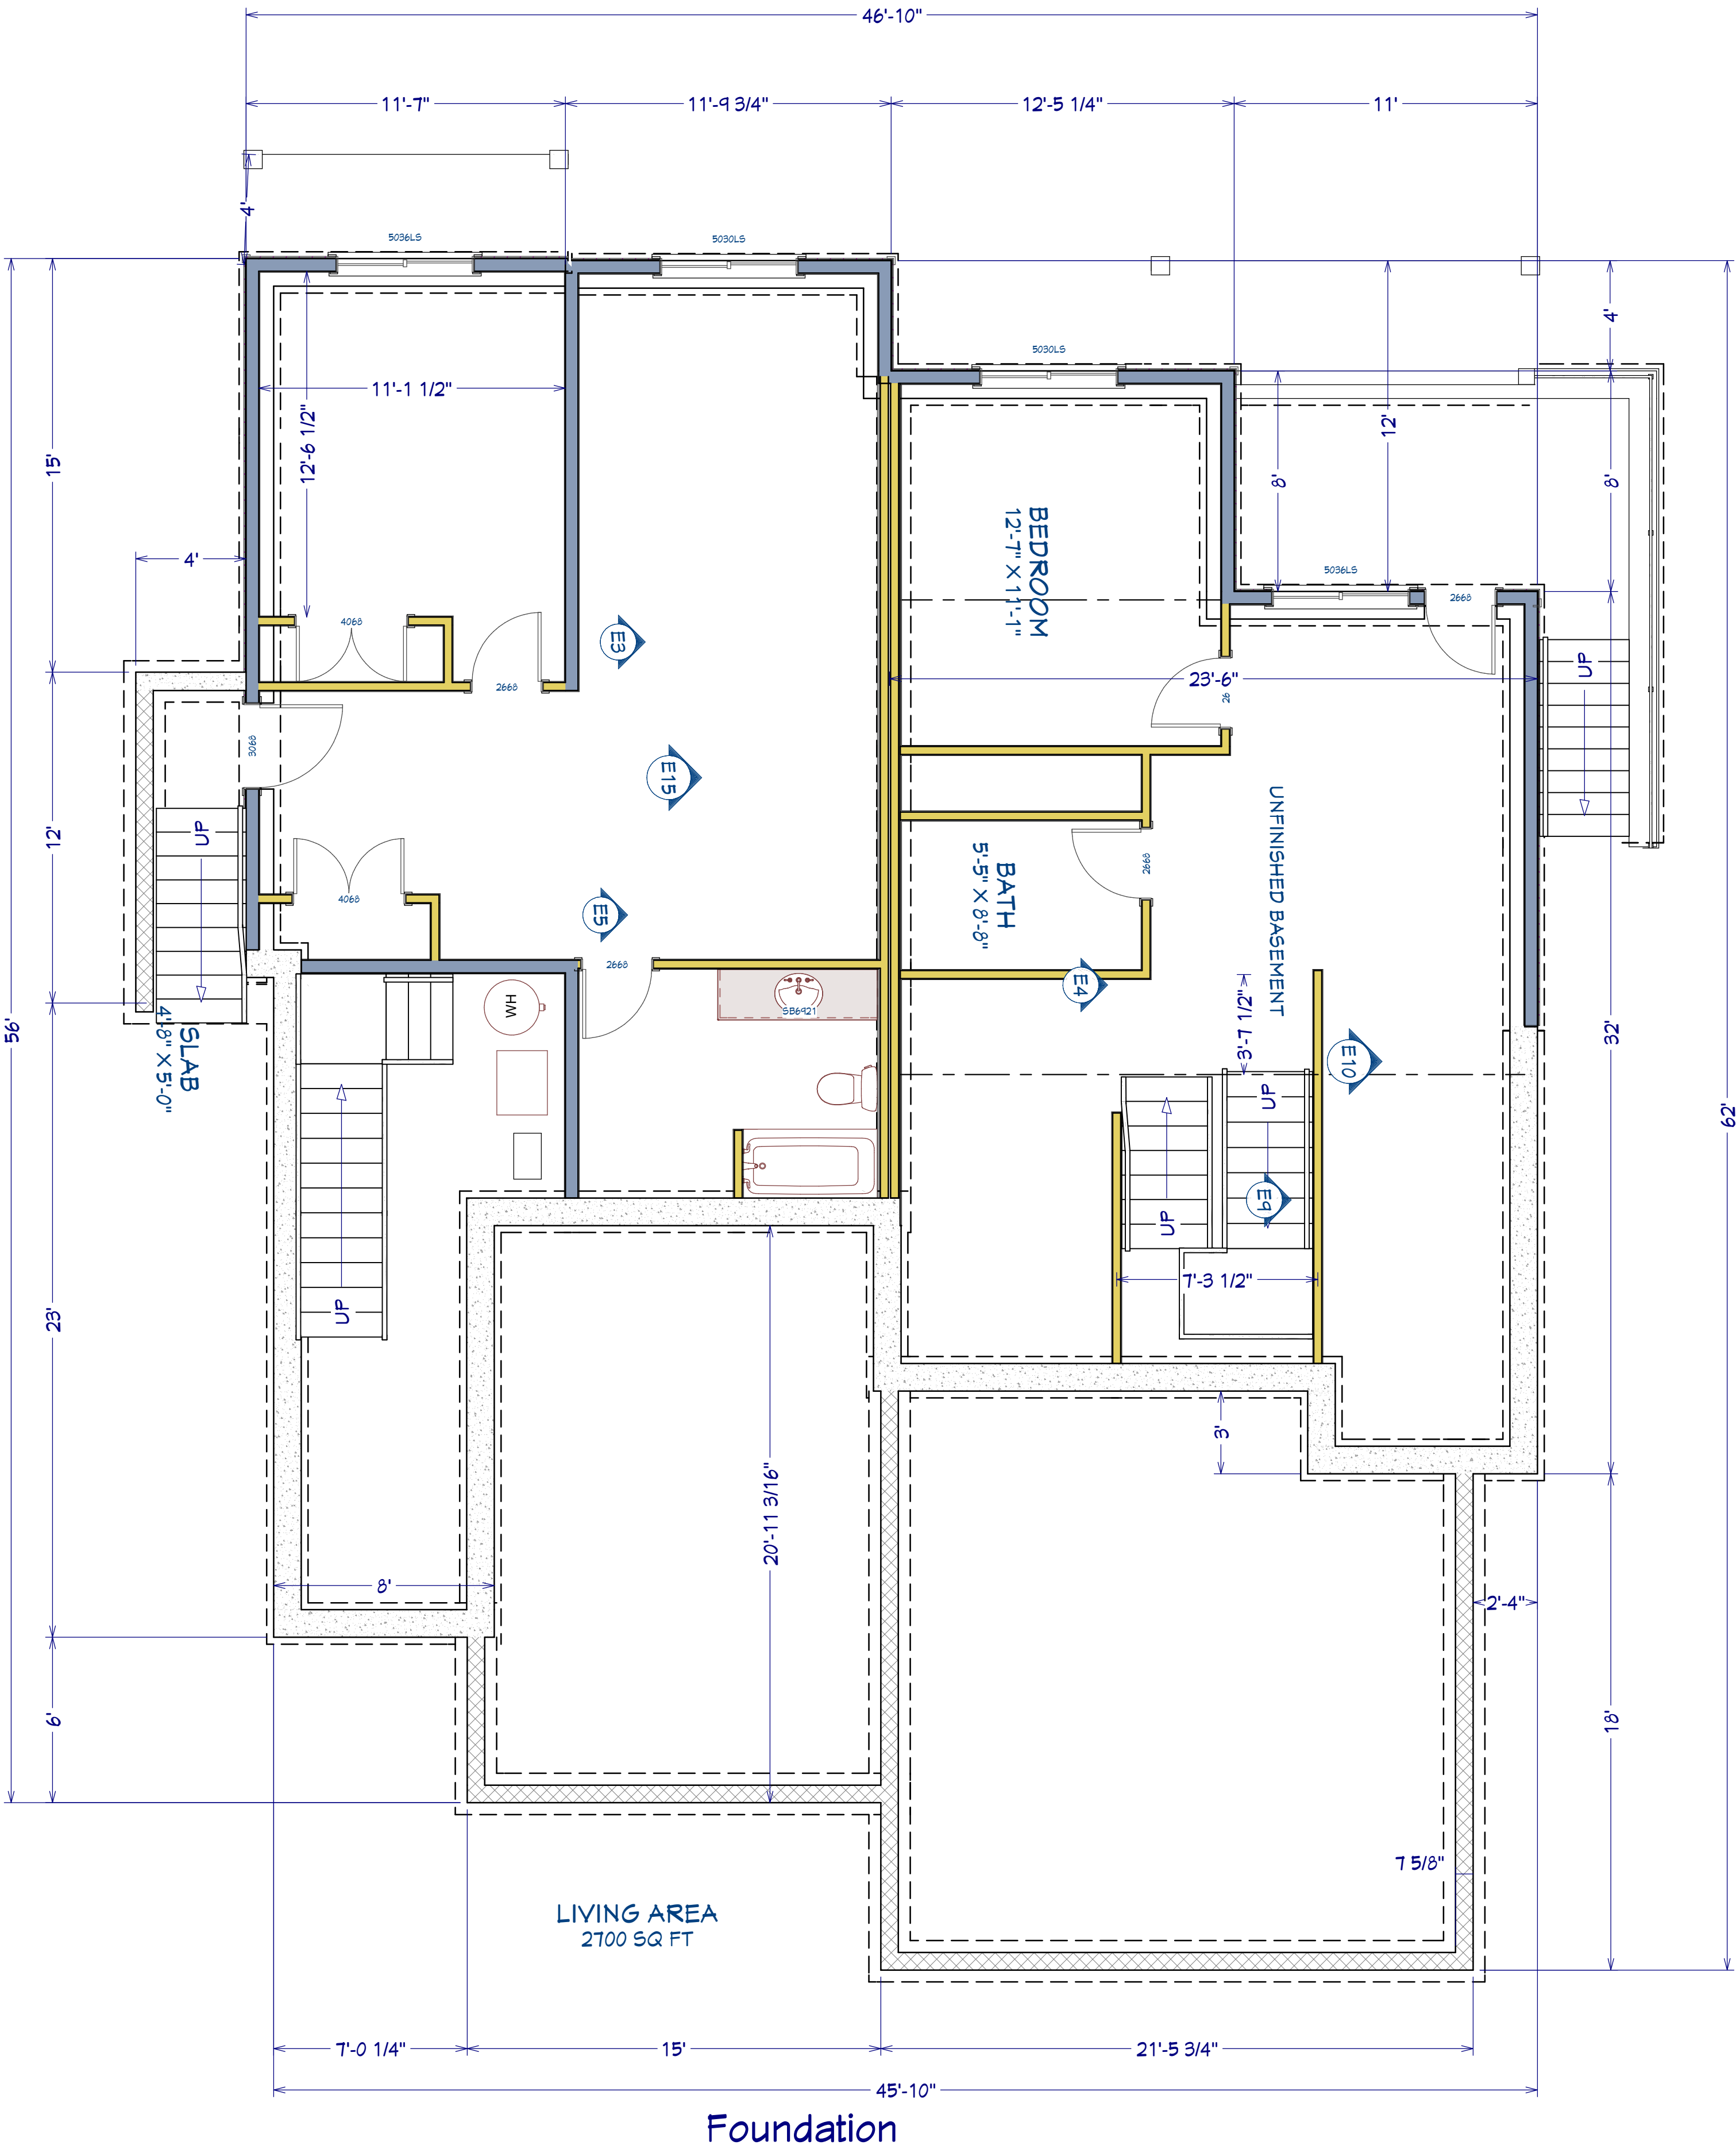 46'-10"
11'-7"
11'-9 3/4"
12'-5 1/4"
11'
4'
5036LS
5030LS
4'
5030LS
11'-1 1/2"
12'-6 1/2"
12'
15'
8'
8'
BEDROOM
12'-7" X 11'-1"
4'
5036LS
2668
4068
E3
UP
2668
23'-6"
26
3068
E15
UNFINISHED BASEMENT
UP
12'
BATH
5'-5" X 8'-8"
2668
4068
E5
2668
E4
WH
SB6921
3'-7 1/2"
56'
SLAB
4'-8" X 5'-0"
E10
32'
62'
UP
E9
UP
7'-3 1/2"
UP
23'
3'
20'-11 3/16"
8'
2'-4"
6'
18'
7 5/8"
LIVING AREA
2700 SQ FT
7'-0 1/4"
15'
21'-5 3/4"
45'-10"
Foundation